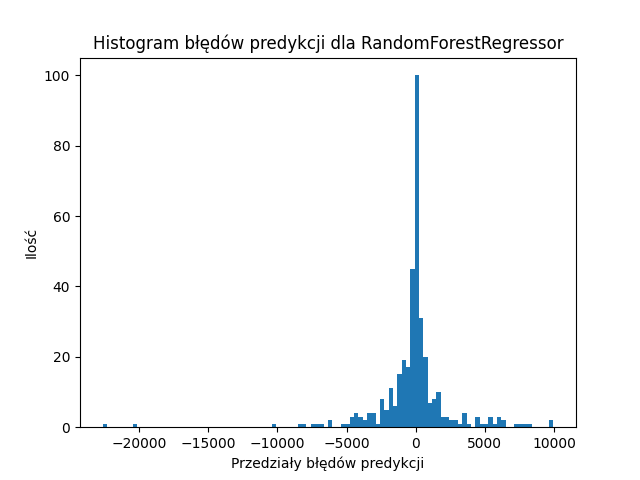 Histogram błędów predykcji dla RandomForestRegressor
100
80
60
40
20
0
Ilość
−20000 −15000 −10000 −5000 0 5000 10000
Przedziały błędów predykcji